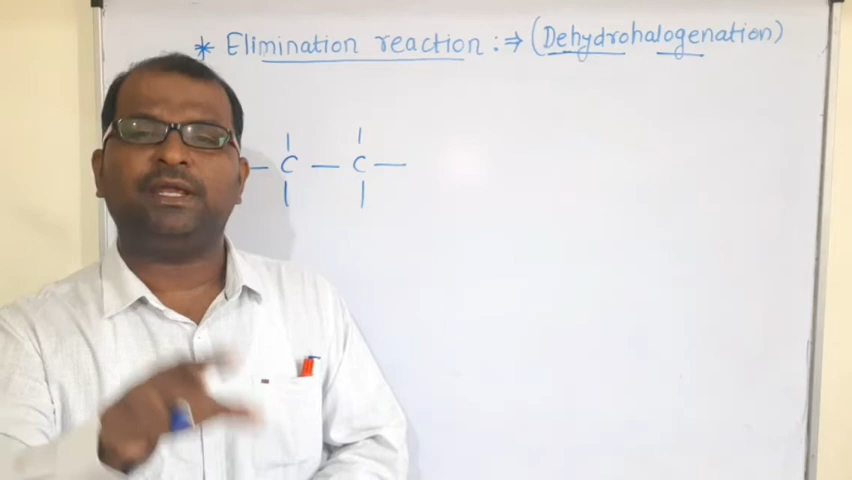 * Elimination reaction :⇒ (Dehydrohalogenation)
— C — C —